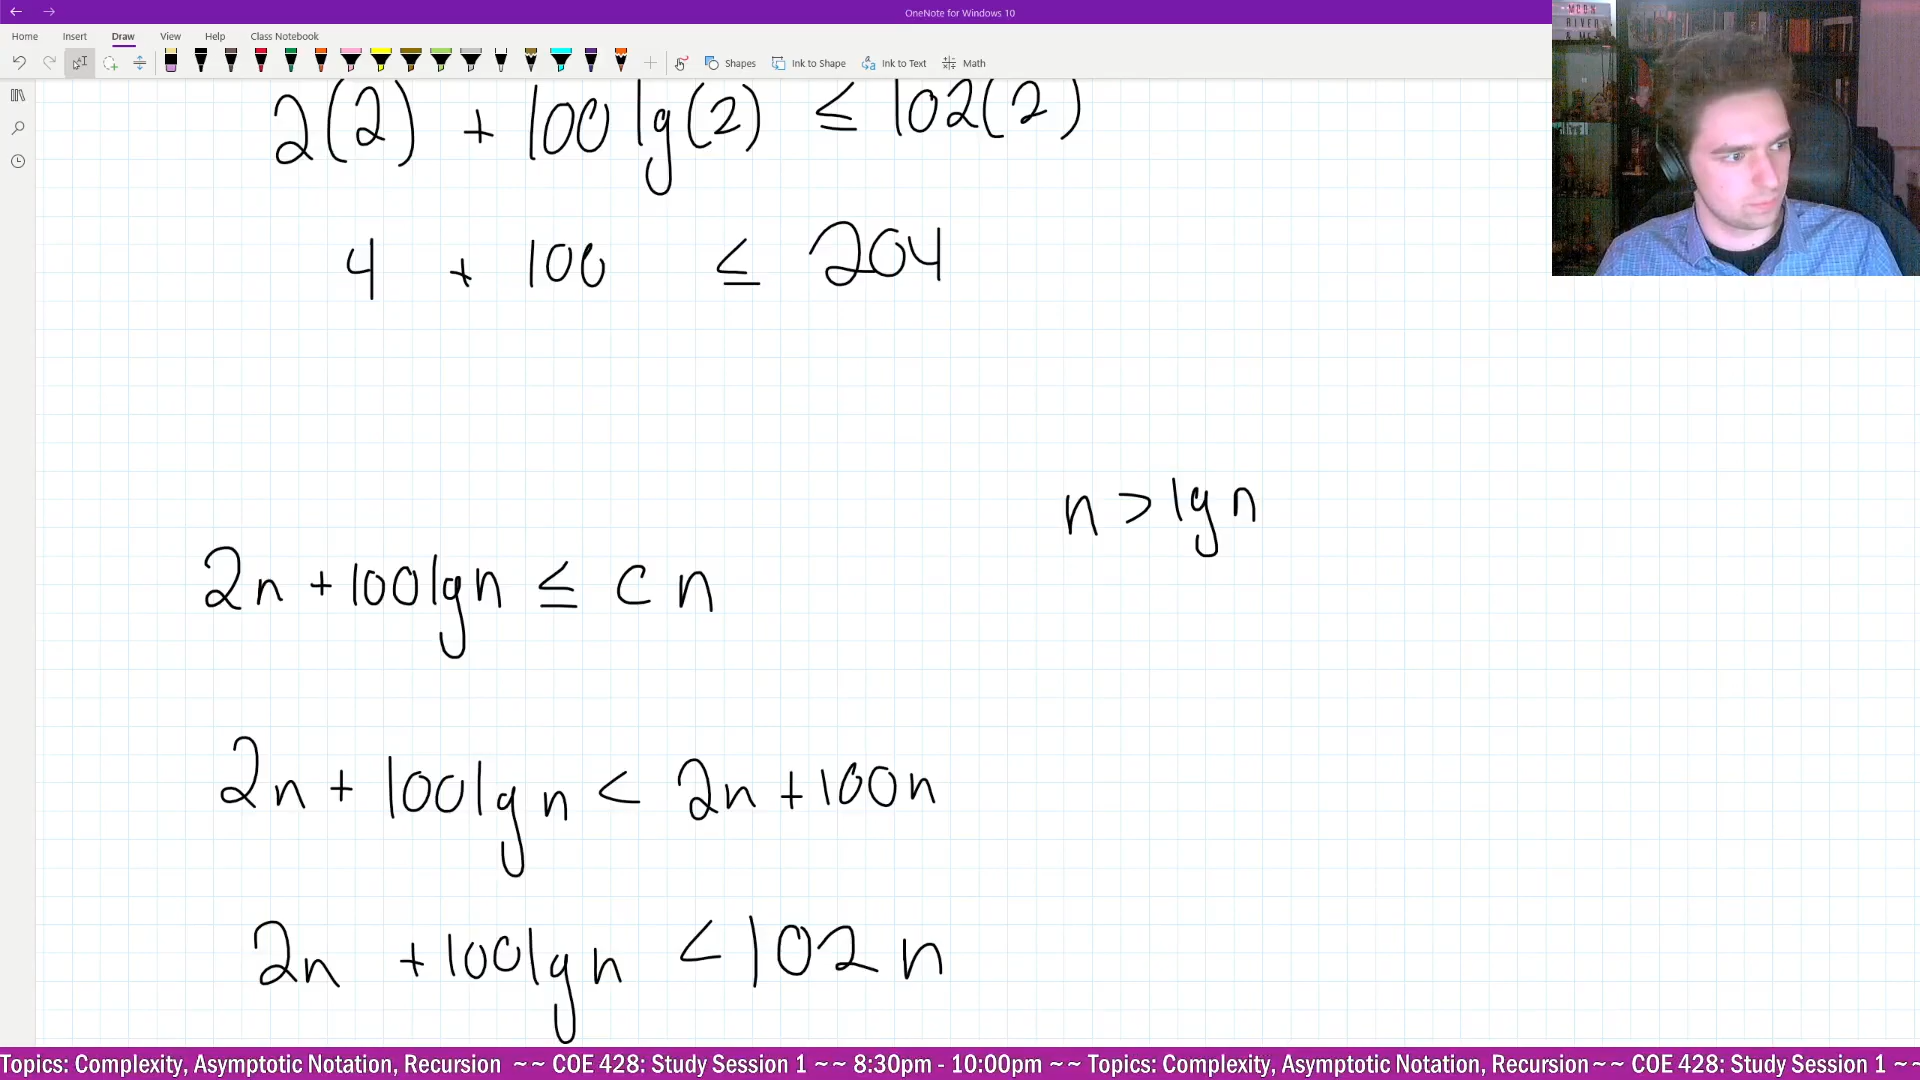 OneNote for Windows 10
Home Insert Draw View Help Class Notebook
Shapes Ink to Shape Ink to Text Math
MOON
RIVER
& ME
2(2) + 100 lg(2) ≤ 102(2)
4 + 100 ≤ 204
n > lg n
2n + 100lgn ≤ c n
2n + 100lg n < 2n + 100n
2n + 100lg n < 102 n
Topics: Complexity, Asymptotic Notation, Recursion ~~ COE 428: Study Session 1 ~~ 8:30pm - 10:00pm ~~ Topics: Complexity, Asymptotic Notation, Recursion ~~ COE 428: Study Session 1 ~~